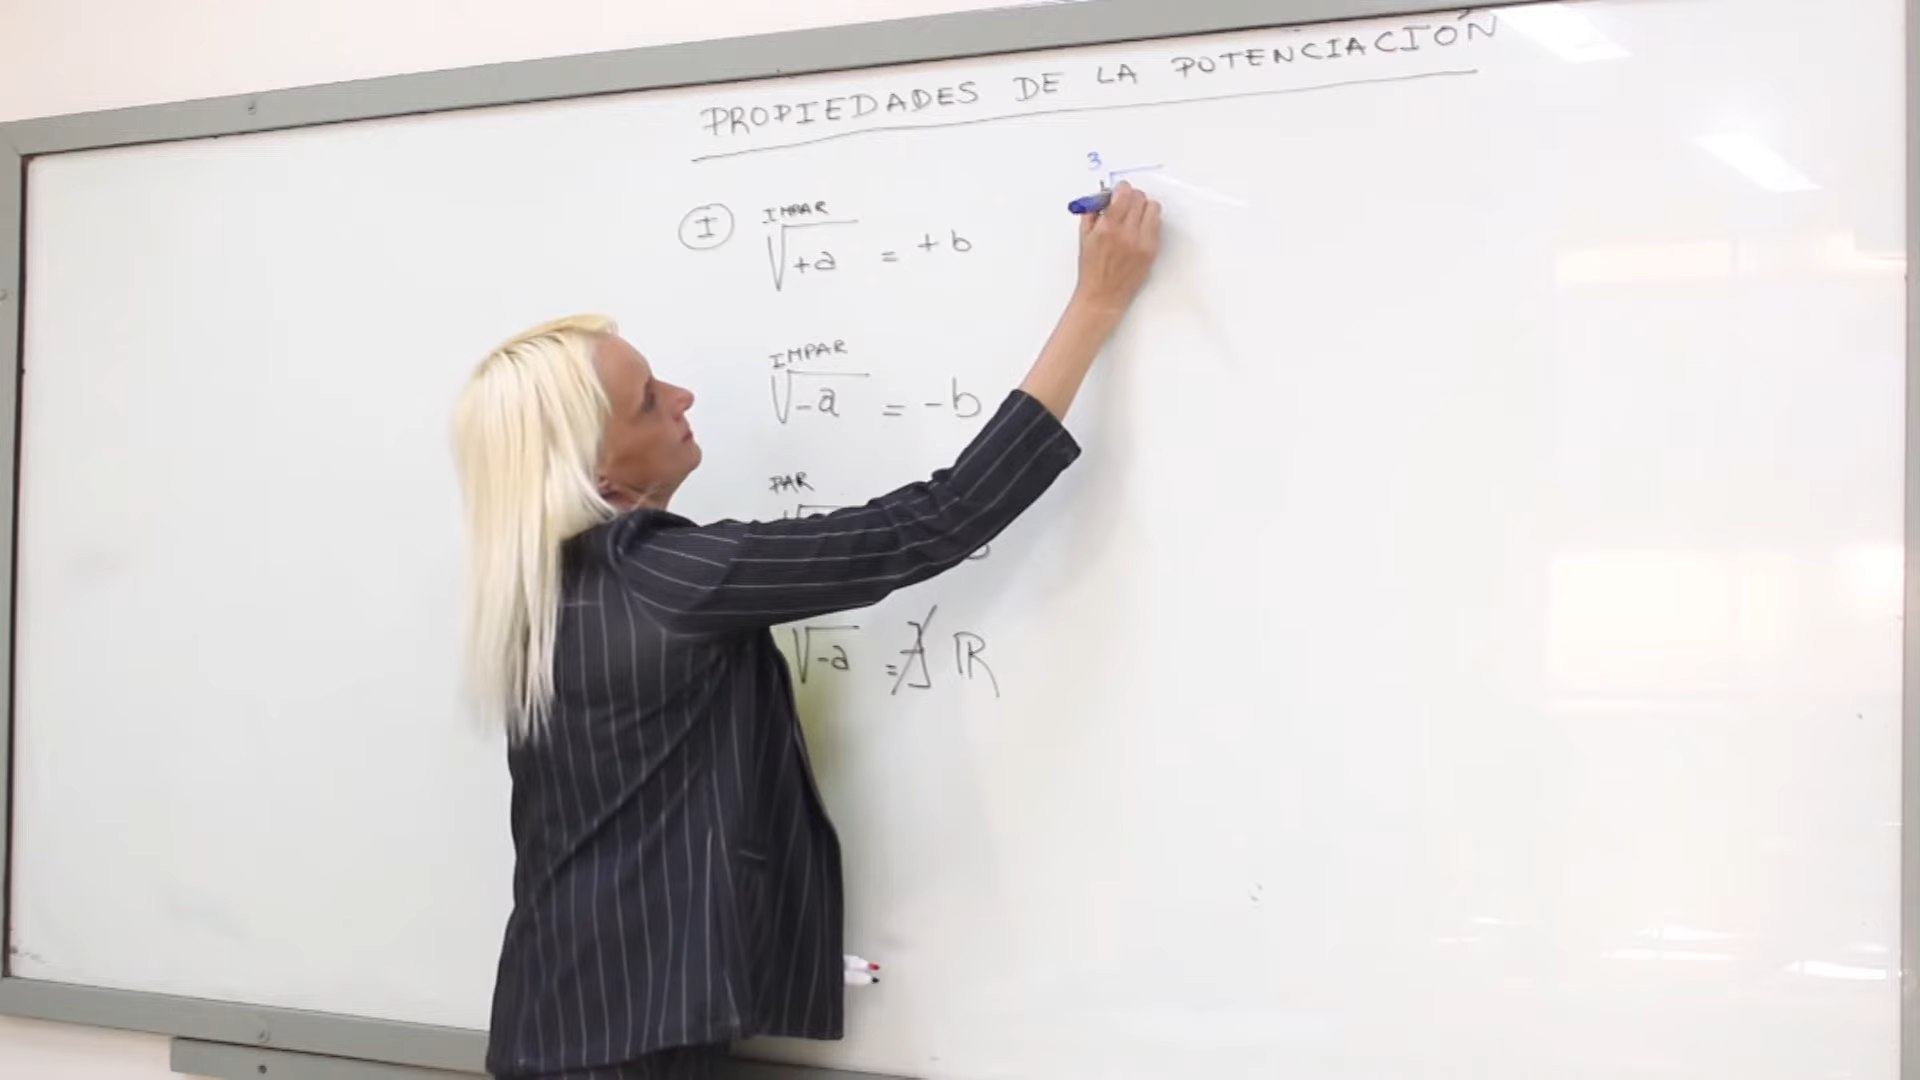 PROPIEDADES DE LA POTENCIACIÓN
I
IMPAR
√+a = +b
IMPAR
√-a = -b
PAR
√-a = ∄ ℝ
3√